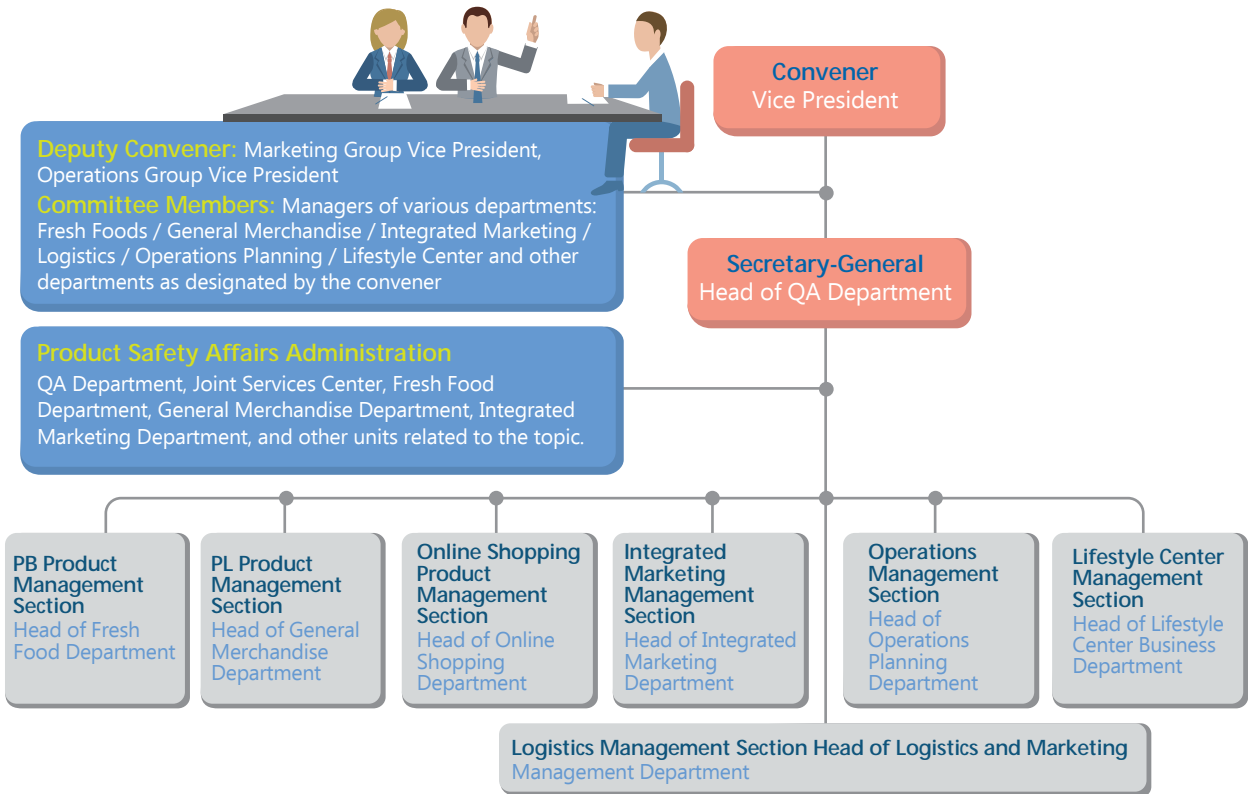 Convener
Vice President
Deputy Convener: Marketing Group Vice President,
Operations Group Vice President
Committee Members: Managers of various departments:
Fresh Foods / General Merchandise / Integrated Marketing /
Logistics / Operations Planning / Lifestyle Center and other
departments as designated by the convener
Secretary-General
Head of QA Department
Product Safety Affairs Administration
QA Department, Joint Services Center, Fresh Food
Department, General Merchandise Department, Integrated
Marketing Department, and other units related to the topic.
PB Product
Management
Section
Head of Fresh
Food Department
PL Product
Management
Section
Head of General
Merchandise
Department
Online Shopping
Product
Management
Section
Head of Online
Shopping
Department
Integrated
Marketing
Management
Section
Head of Integrated
Marketing
Department
Operations
Management
Section
Head of
Operations
Planning
Department
Lifestyle Center
Management
Section
Head of Lifestyle
Center Business
Department
Logistics Management Section Head of Logistics and Marketing
Management Department